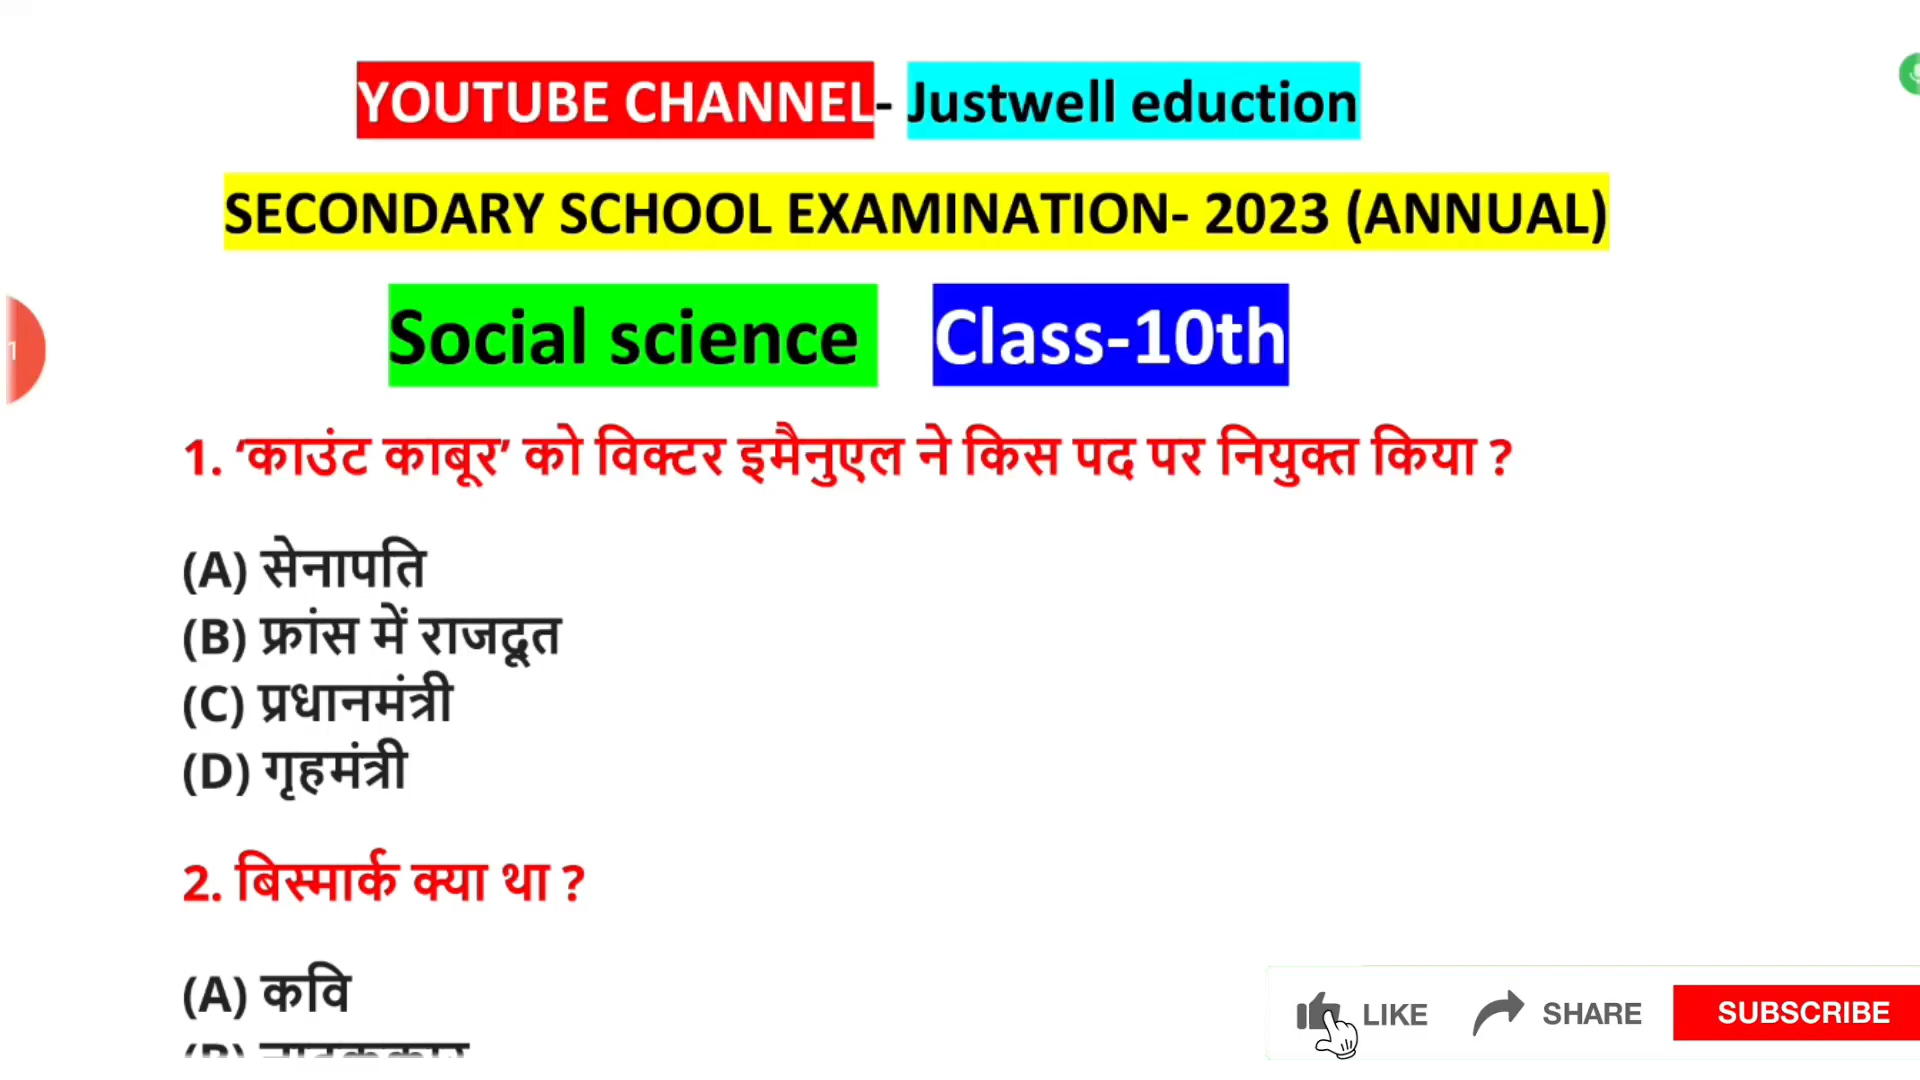 YOUTUBE CHANNEL- Justwell eduction
SECONDARY SCHOOL EXAMINATION- 2023 (ANNUAL)
Social science Class-10th
1. ‘काउंट काबूर’ को विक्टर इमैनुएल ने किस पद पर नियुक्त किया ?
(A) सेनापति
(B) फ्रांस में राजदूत
(C) प्रधानमंत्री
(D) गृहमंत्री
2. बिस्मार्क क्या था ?
(A) कवि
LIKE SHARE SUBSCRIBE